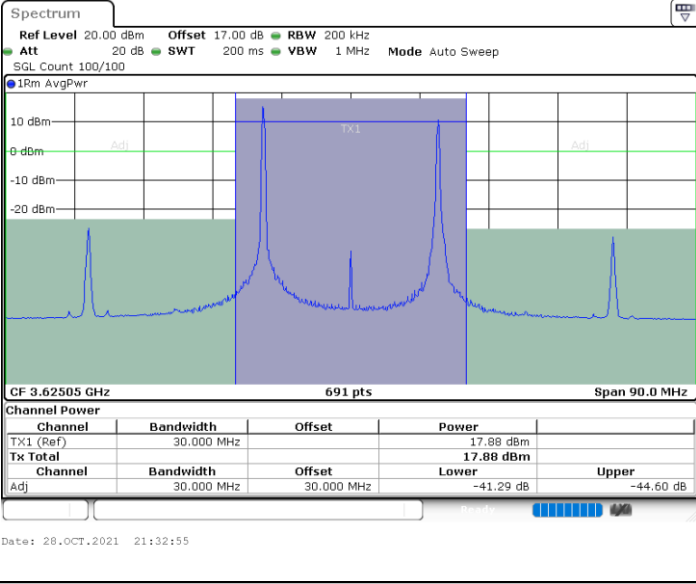 Spectrum
Ref Level 20.00 dBm Offset 17.00 dB RBW 200 kHz
Att 20 dB SWT 200 ms VBW 1 MHz Mode Auto Sweep
SGL Count 100/100
1Rm AvgPwr
10 dBm
TX1
Adj Adj
0 dBm
-10 dBm
-20 dBm
CF 3.62505 GHz 691 pts Span 90.0 MHz
Channel Power
Channel Bandwidth Offset Power
TX1 (Ref) 30.000 MHz 17.88 dBm
Tx Total 17.88 dBm
Channel Bandwidth Offset Lower Upper
Adj 30.000 MHz 30.000 MHz -41.29 dB -44.60 dB
Ready
Date: 28.OCT.2021 21:32:55